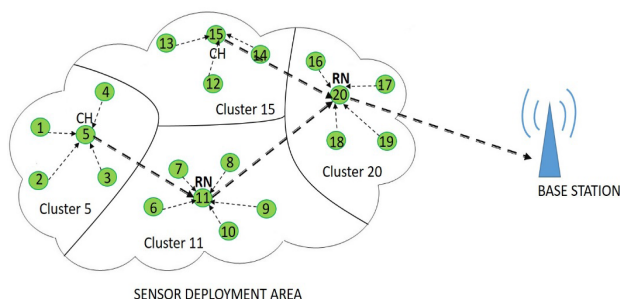 15
13
CH
14
12
Cluster 15
16
RN
17
20
18
19
Cluster 20
4
CH
1
5
2
3
Cluster 5
7
8
RN
11
6
9
10
Cluster 11
BASE STATION
SENSOR DEPLOYMENT AREA